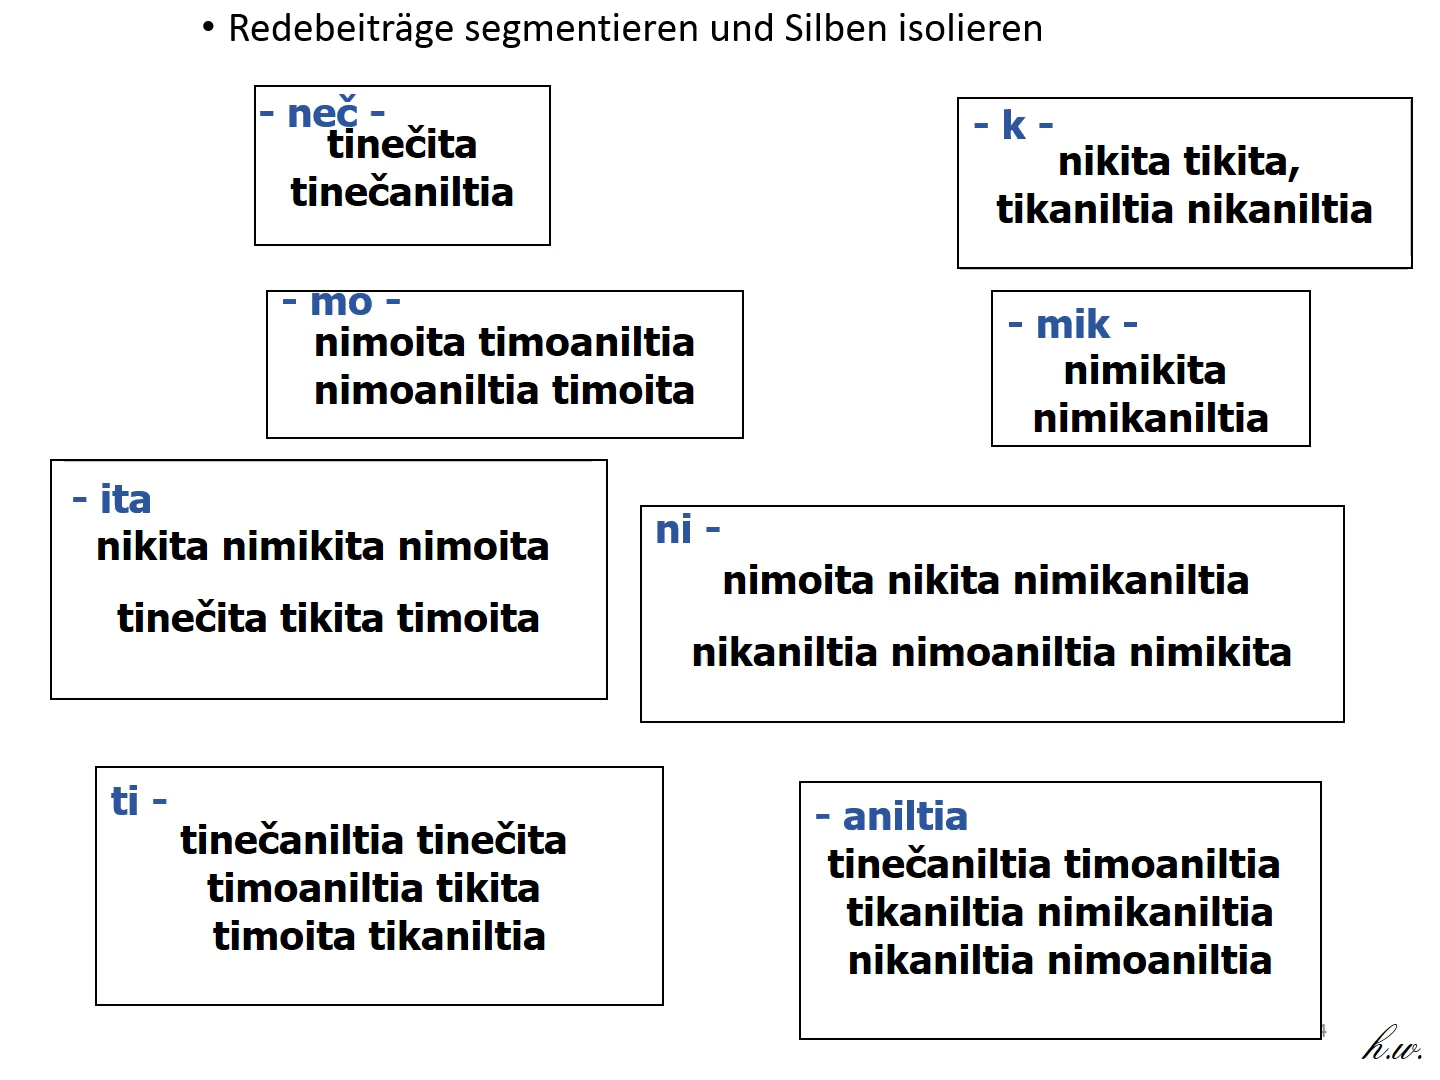 • Redebeiträge segmentieren und Silben isolieren
- neč -
tinečita
tinečaniltia
- k -
nikita tikita,
tikaniltia nikaniltia
- mo -
nimoita timoaniltia
nimoaniltia timoita
- mik -
nimikita
nimikaniltia
- ita
nikita nimikita nimoita
tinečita tikita timoita
ni -
nimoita nikita nimikaniltia
nikaniltia nimoaniltia nimikita
ti -
tinečaniltia tinečita
timoaniltia tikita
timoita tikaniltia
- aniltia
tinečaniltia timoaniltia
tikaniltia nimikaniltia
nikaniltia nimoaniltia
h.w.